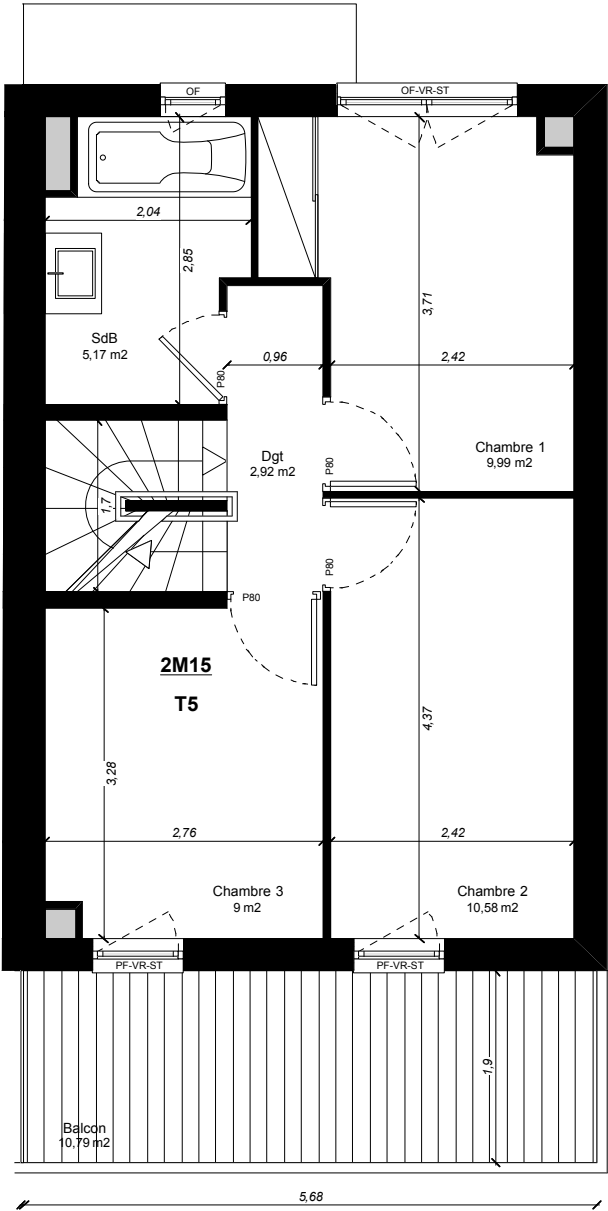 OF
OF-VR-ST
2,04
2,85
3,71
SdB
5,17 m2
0,96
2,42
P80
Chambre 1
9,99 m2
Dgt
2,92 m2
P80
1,7
P80
P80
2M15
T5
4,37
3,28
2,76
2,42
Chambre 3
9 m2
Chambre 2
10,58 m2
PF-VR-ST
PF-VR-ST
1,9
Balcon
10,79 m2
5,68